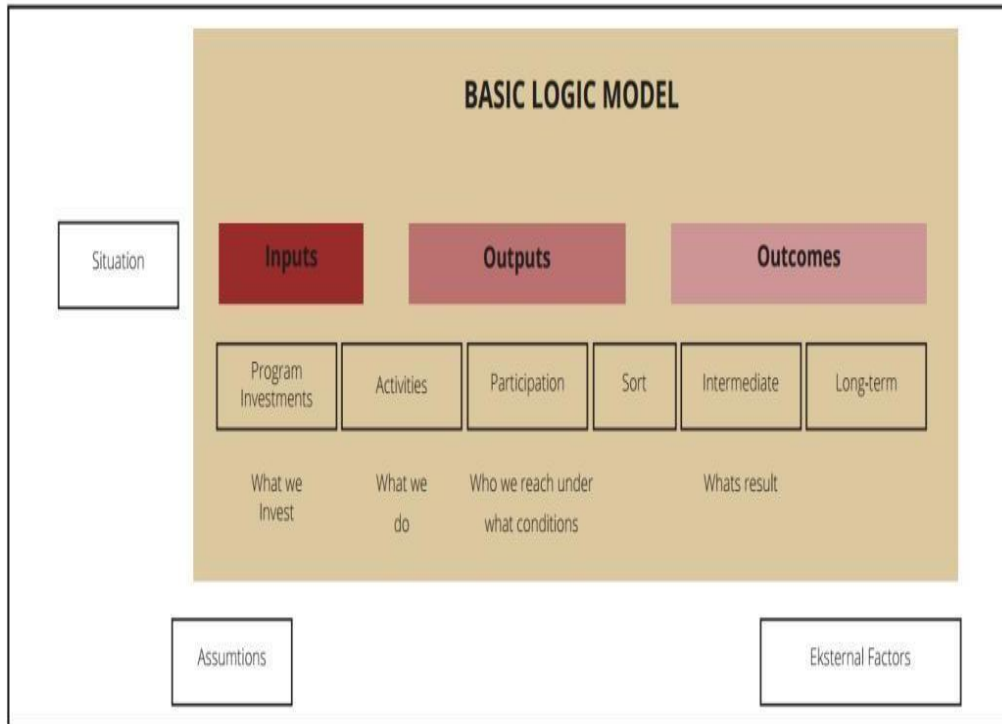 BASIC LOGIC MODEL
Situation
Inputs
Outputs
Outcomes
Program
Investments
Activities
Participation
Sort
Intermediate
Long-term
What we
Invest
What we
do
Who we reach under
what conditions
Whats result
Assumtions
Eksternal Factors